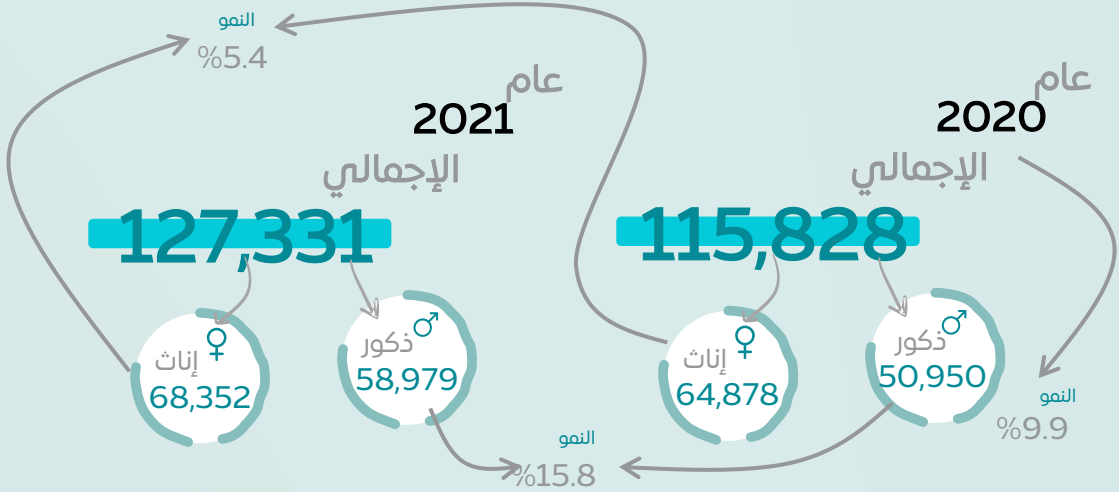 عام
2020
الإجمالي
115,828
ذكور
50,950
إناث
64,878
النمو
%9.9
عام
2021
الإجمالي
127,331
ذكور
58,979
إناث
68,352
النمو
%15.8
النمو
%5.4